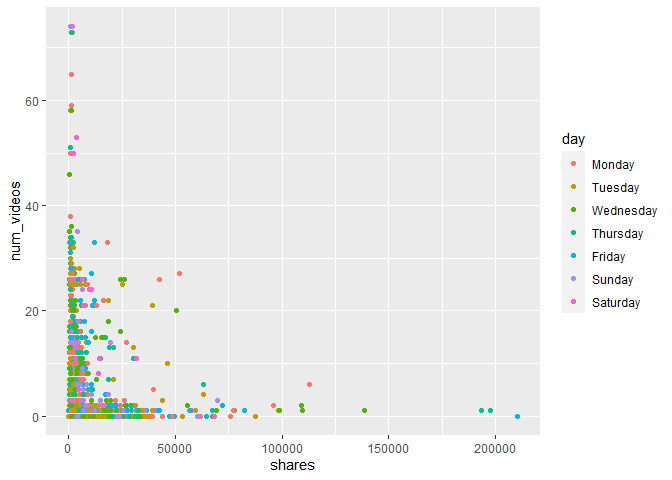 num_videos
60
40
20
0
0
50000
100000
150000
200000
shares
day
Monday
Tuesday
Wednesday
Thursday
Friday
Sunday
Saturday